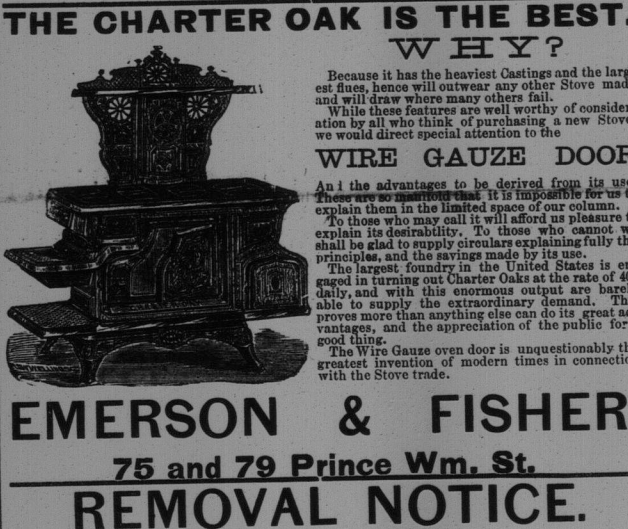 THE CHARTER OAK IS THE BEST.
WHY?
Because it has the heaviest Castings and the larg
est flues, hence will outwear any other Stove mad
and will draw where many others fail.
While these features are well worthy of consider
ation by all who think of purchasing a new Stove
we would direct special attention to the
WIRE GAUZE DOOR
An i the advantages to be derived from its use
These are so manifold that it is impossible for us t
explain them in the limited space of our column.
To those who may call it will afford us pleasure t
explain its desirabtlity. To those who cannot w
shall be glad to supply circulars explaining fully th
principles, and the savings made by its use.
The largest foundry in the United States is en
gaged in turning out Charter Oaks at the rate of 40
daily, and with this enormous output are barel
able to supply the extraordinary demand. Th
proves more than anything else can do its great ad
vantages, and the appreciation of the public for
good thing.
The Wire Gauze oven door is unquestionably th
greatest invention of modern times in connectio
with the Stove trade.
EMERSON & FISHER
75 and 79 Prince Wm. St.
REMOVAL NOTICE.